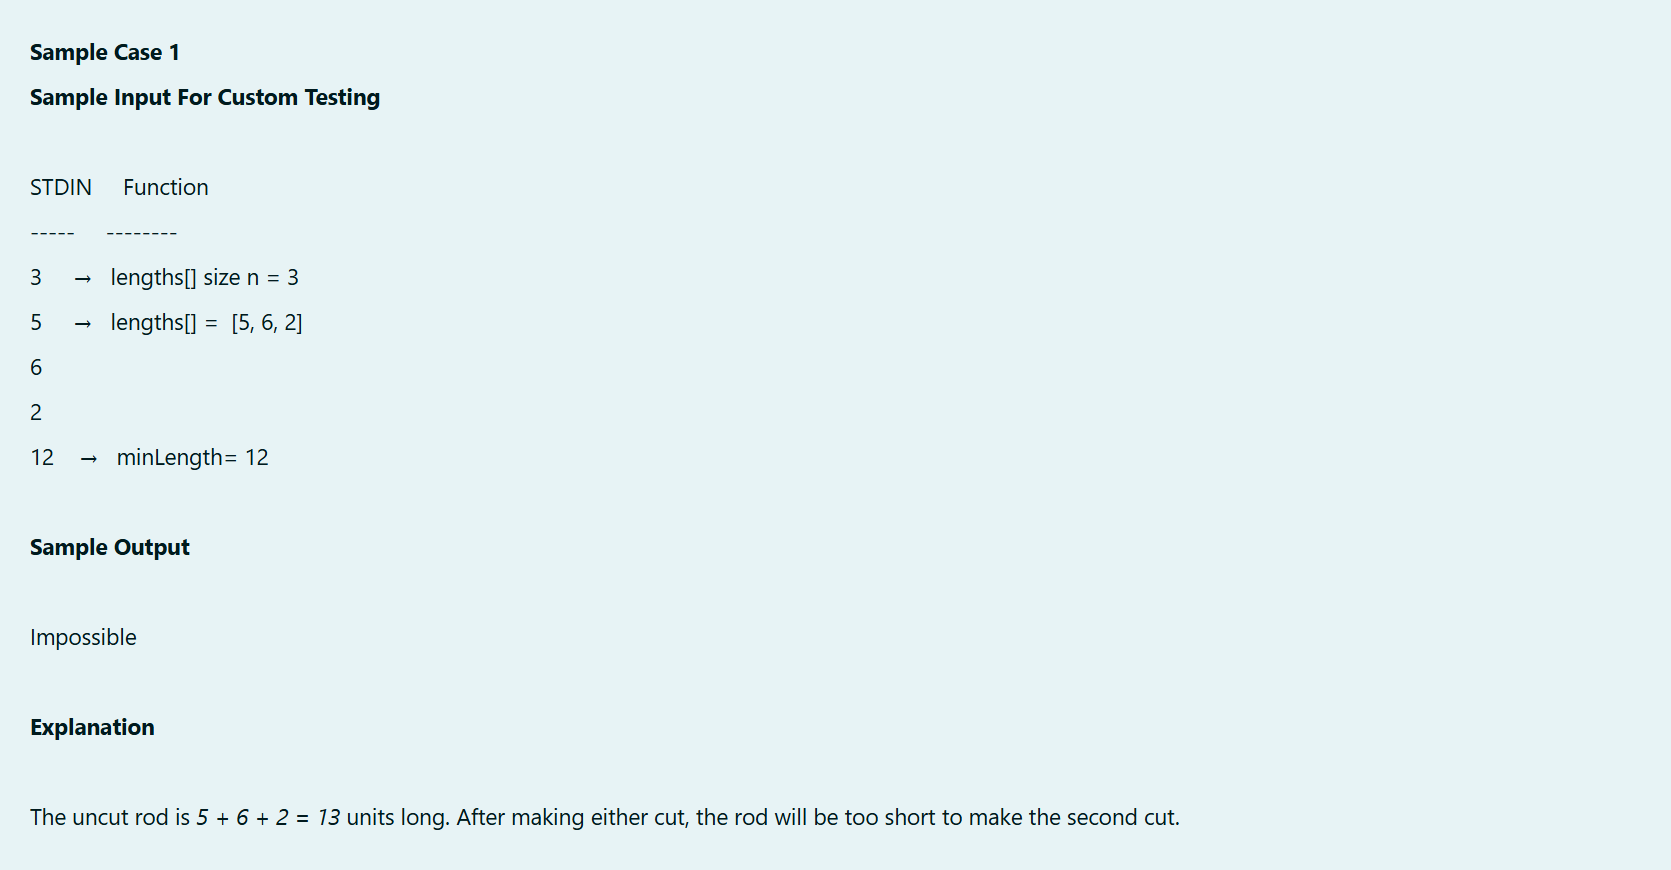 Sample Case 1
Sample Input For Custom Testing
STDIN     Function
-----     --------
3     →   lengths[] size n = 3
5     →   lengths[] =  [5, 6, 2]
6
2
12    →   minLength= 12
Sample Output
Impossible
Explanation
The uncut rod is 5 + 6 + 2 = 13 units long. After making either cut, the rod will be too short to make the second cut.